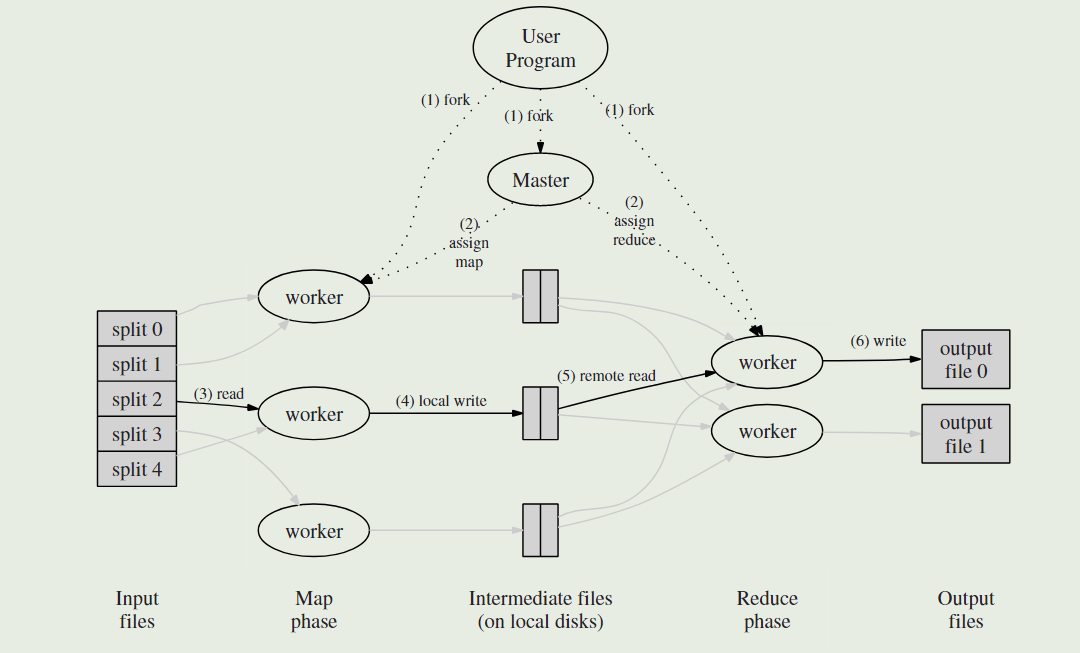 User
Program
(1) fork
(1) fork
(1) fork
Master
(2)
assign
map
(2)
assign
reduce
split 0
split 1
split 2
split 3
split 4
(3) read
worker
worker
worker
(4) local write
(5) remote read
worker
worker
(6) write
output
file 0
output
file 1
Input
files
Map
phase
Intermediate files
(on local disks)
Reduce
phase
Output
files